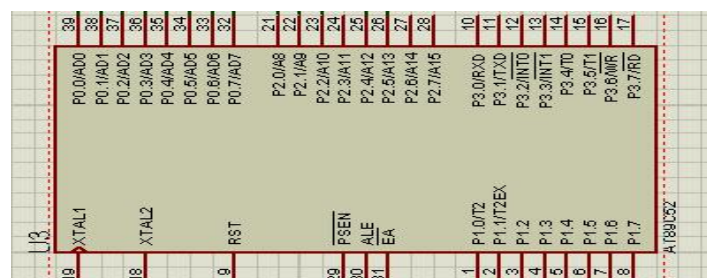 39 38 37 36 35 34 33 32 21 22 23 24 25 26 27 28 10 11 12 13 14 15 16 17
P0.0/AD0
P0.1/AD1
P0.2/AD2
P0.3/AD3
P0.4/AD4
P0.5/AD5
P0.6/AD6
P0.7/AD7
P2.0/A8
P2.1/A9
P2.2/A10
P2.3/A11
P2.4/A12
P2.5/A13
P2.6/A14
P2.7/A15
P3.0/RXD
P3.1/TXD
P3.2/INT0
P3.3/INT1
P3.4/T0
P3.5/T1
P3.6/WR
P3.7/RD
U3
XTAL1
XTAL2
RST
PSEN
ALE
EA
P1.0/T2
P1.1/T2EX
P1.2
P1.3
P1.4
P1.5
P1.6
P1.7
AT89C52
19 18 9 29 30 31 1 2 3 4 5 6 7 8